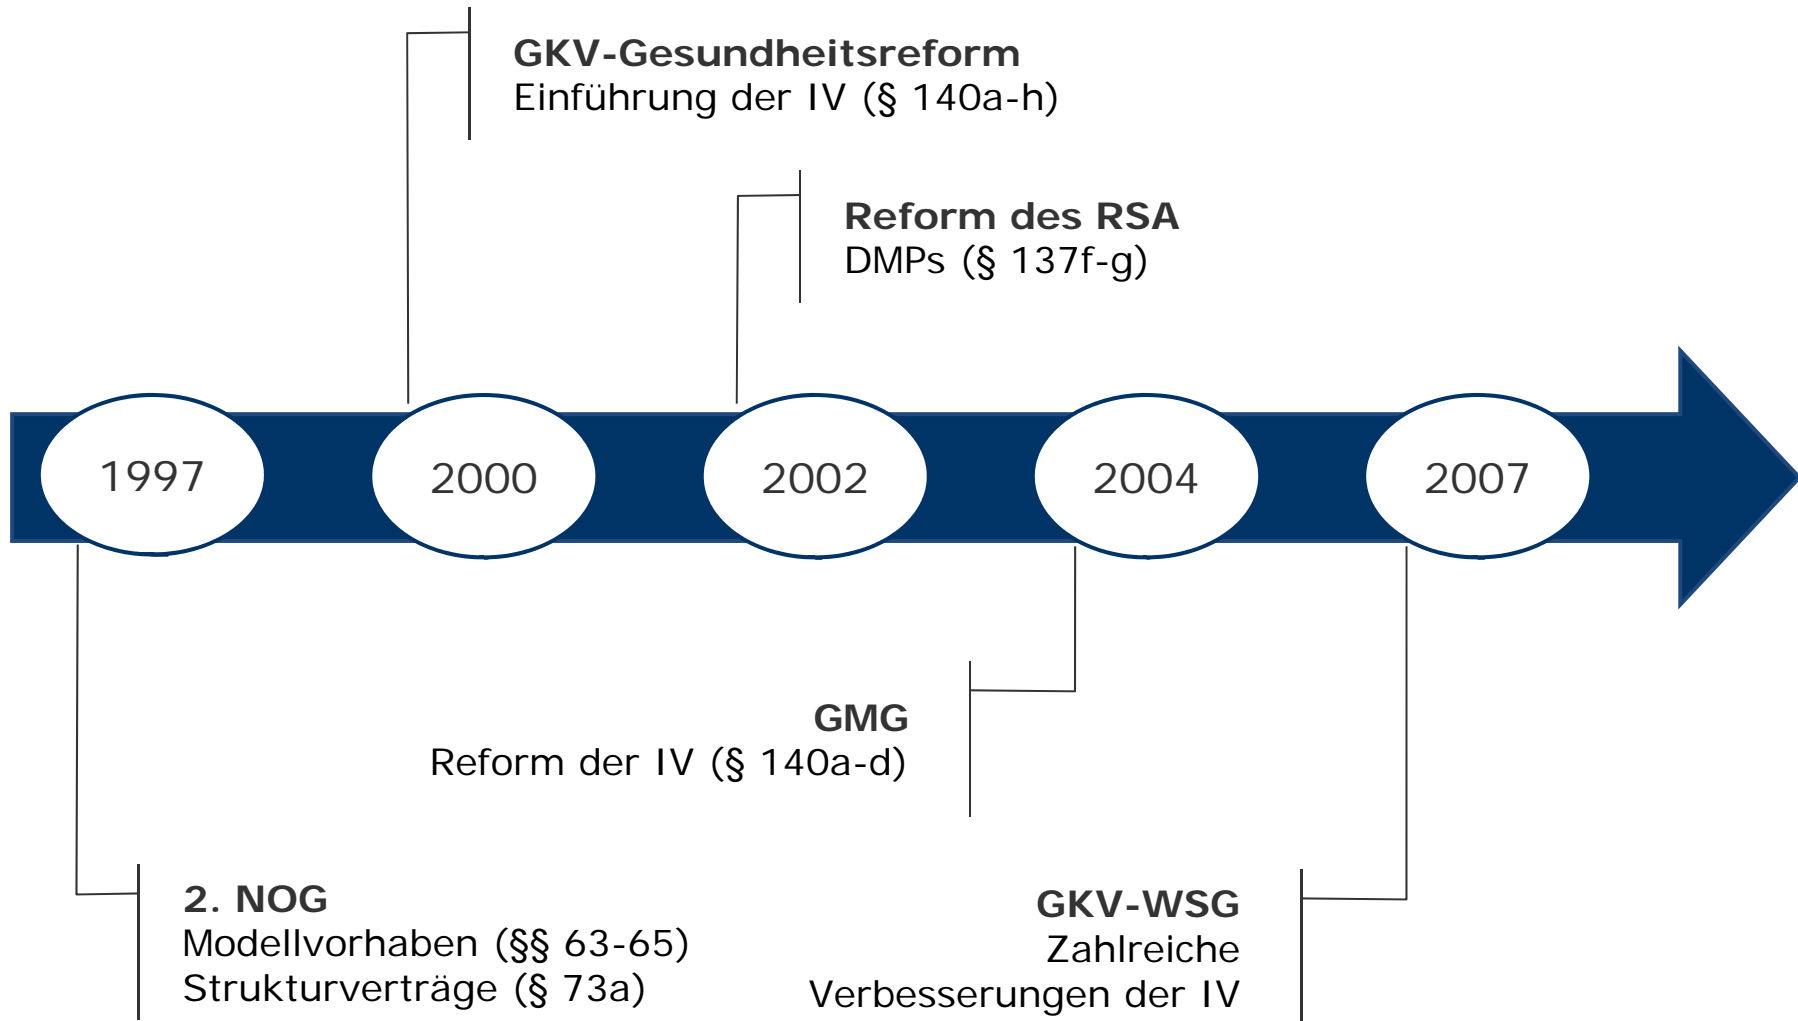 GKV-Gesundheitsreform
Einführung der IV (§ 140a-h)
Reform des RSA
DMPs (§ 137f-g)
1997
2000
2002
2004
2007
GMG
Reform der IV (§ 140a-d)
2. NOG
Modellvorhaben (§§ 63-65)
Strukturverträge (§ 73a)
GKV-WSG
Zahlreiche
Verbesserungen der IV